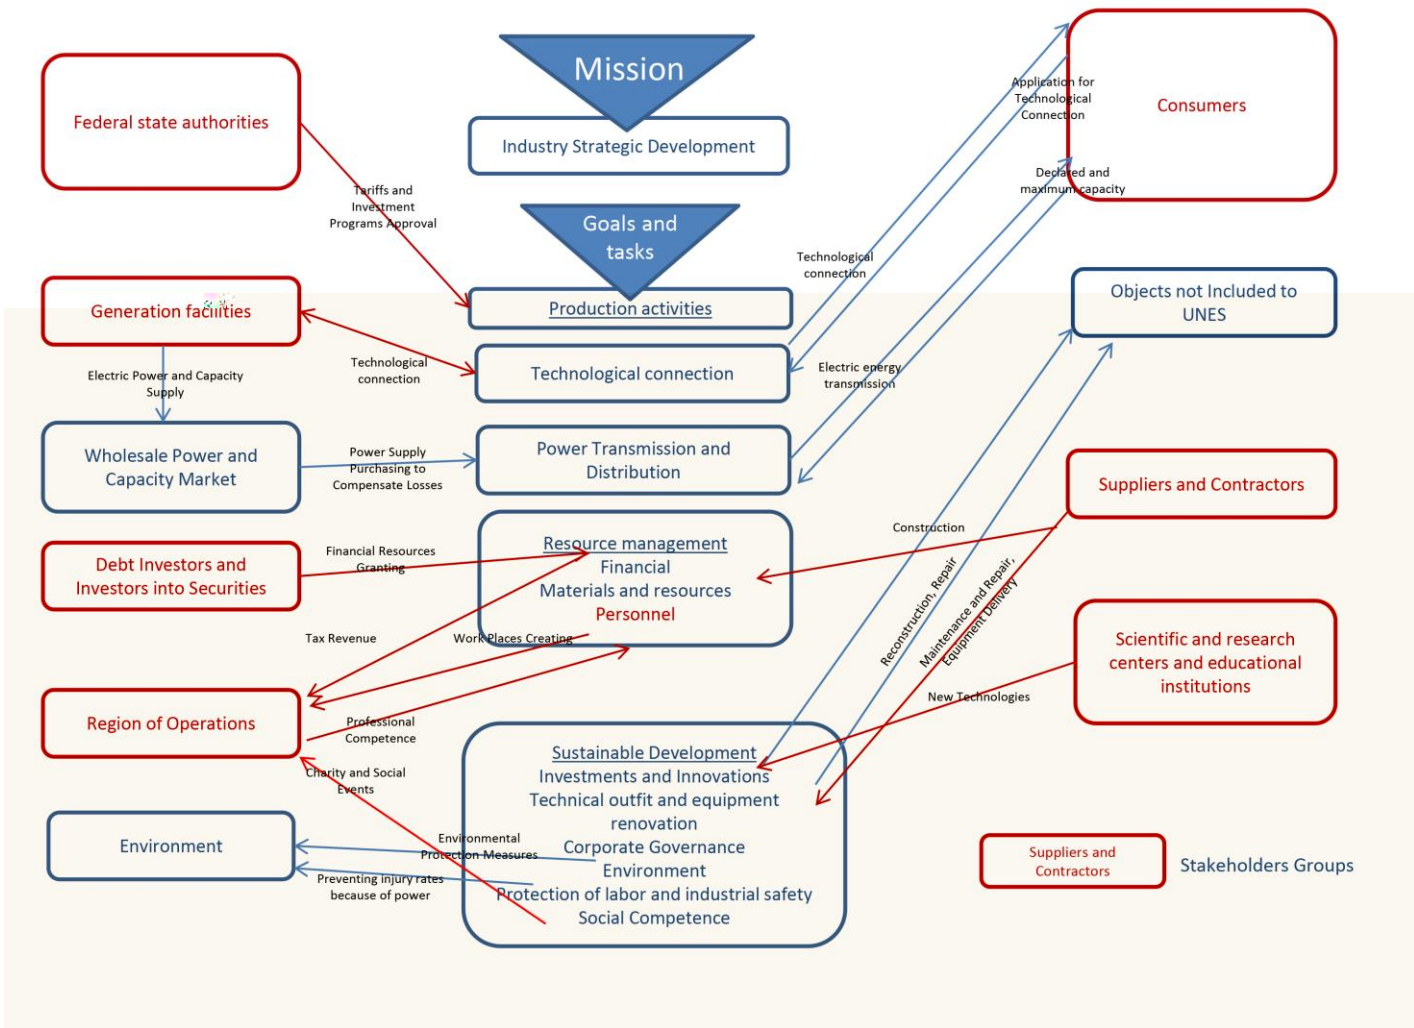 Mission
Industry Strategic Development
Goals and
tasks
Federal state authorities
Tariffs and
Investment
Programs Approval
Production activities
Generation facilities
Technological
connection
Technological connection
Electric Power and Capacity
Supply
Wholesale Power and
Capacity Market
Power Supply
Purchasing to
Compensate Losses
Power Transmission and
Distribution
Debt Investors and
Investors into Securities
Financial Resources
Granting
Resource management
Financial
Materials and resources
Personnel
Tax Revenue
Work Places Creating
Region of Operations
Professional
Competence
Charity and Social
Events
Environment
Environmental
Protection Measures
Preventing injury rates
because of power
Sustainable Development
Investments and Innovations
Technical outfit and equipment
renovation
Corporate Governance
Environment
Protection of labor and industrial safety
Social Competence
Consumers
Application for
Technological
Connection
Declared and
maximum capacity
Technological
connection
Electric energy
transmission
Objects not Included to
UNES
Suppliers and Contractors
Construction
Reconstruction, Repair
Maintenance and Repair,
Equipment Delivery
Scientific and research
centers and educational
institutions
New Technologies
Suppliers and
Contractors
Stakeholders Groups